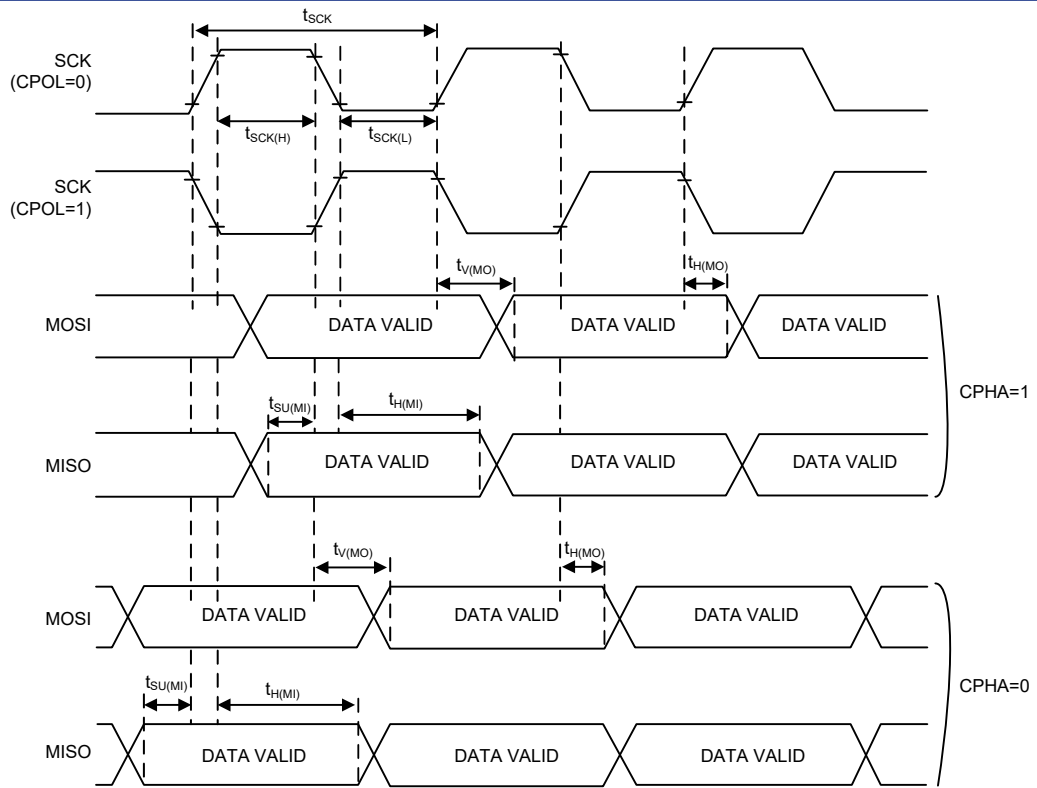 tSCK
SCK
(CPOL=0)
tSCK(H)
tSCK(L)
SCK
(CPOL=1)
tV(MO)
tH(MO)
MOSI
DATA VALID
DATA VALID
DATA VALID
CPHA=1
tSU(MI)
tH(MI)
MISO
DATA VALID
DATA VALID
DATA VALID
tV(MO)
tH(MO)
MOSI
DATA VALID
DATA VALID
DATA VALID
CPHA=0
tSU(MI)
tH(MI)
MISO
DATA VALID
DATA VALID
DATA VALID